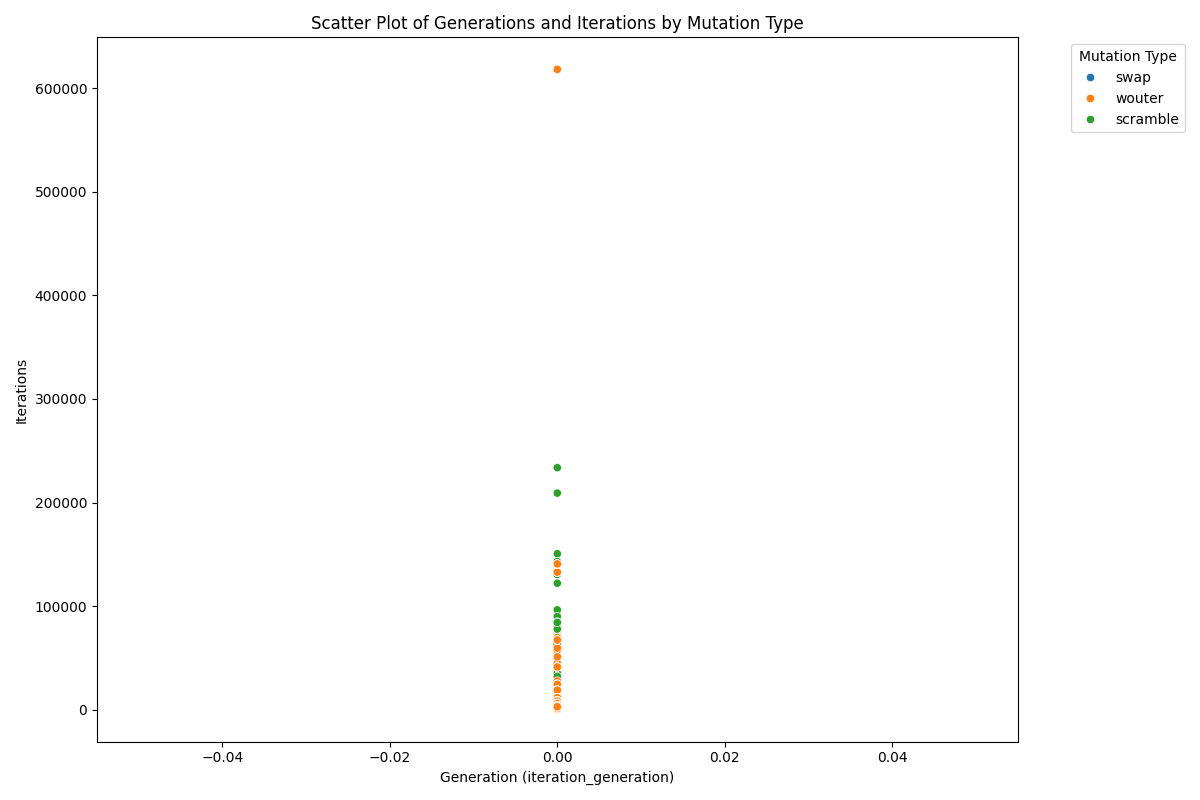 Scatter Plot of Generations and Iterations by Mutation Type
Mutation Type
swap
wouter
scramble
600000
500000
400000
300000
200000
100000
0
Iterations
−0.04
−0.02
0.00
0.02
0.04
Generation (iteration_generation)